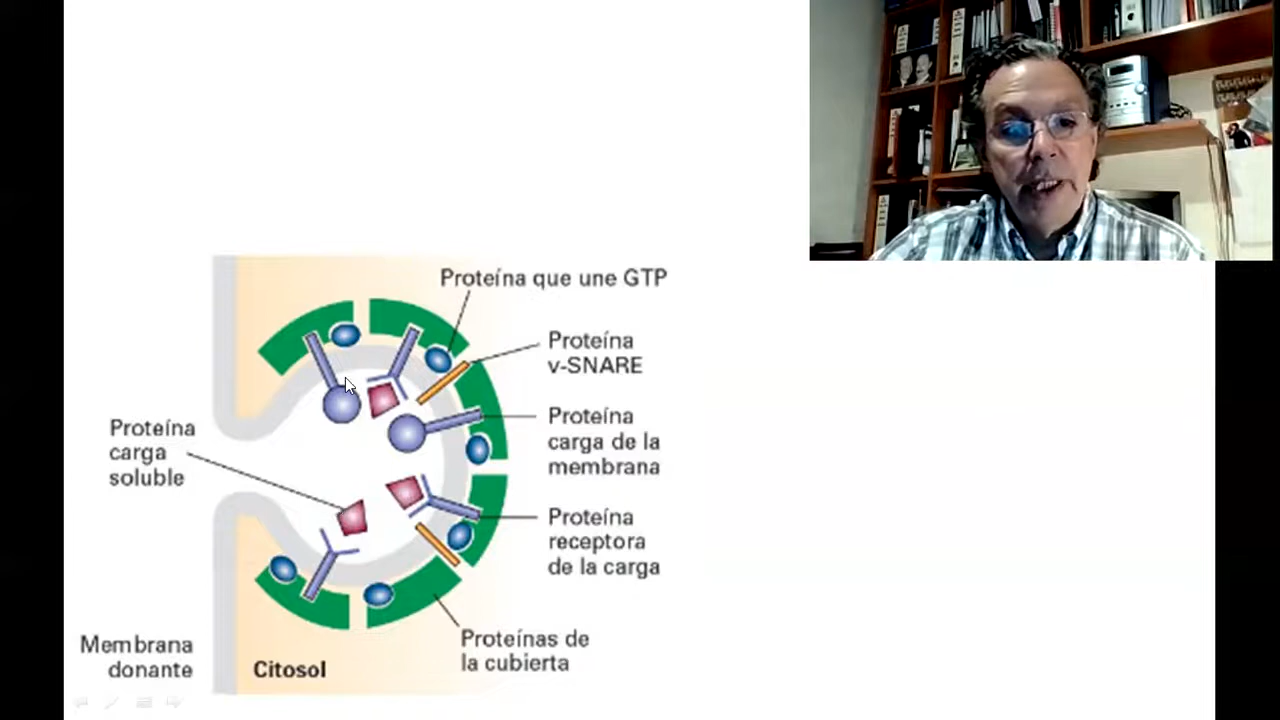 Proteína que une GTP
Proteína
v-SNARE
Proteína
carga de la
membrana
Proteína
carga
soluble
Proteína
receptora
de la carga
Proteínas de
la cubierta
Membrana
donante
Citosol